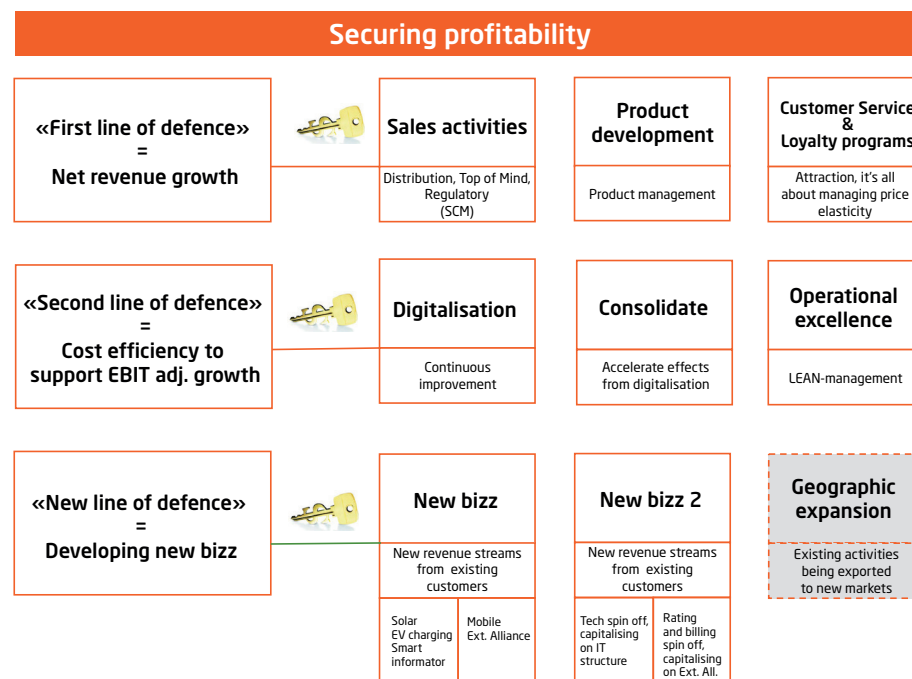 Securing profitability
«First line of defence»
=
Net revenue growth
Sales activities
Distribution, Top of Mind,
Regulatory
(SCM)
Product
development
Product management
Customer Service
&
Loyalty programs
Attraction, it's all
about managing price
elasticity
«Second line of defence»
=
Cost efficiency to
support EBIT adj. growth
Digitalisation
Continuous
improvement
Consolidate
Accelerate effects
from digitalisation
Operational
excellence
LEAN-management
«New line of defence»
=
Developing new bizz
New bizz
New revenue streams
from existing
customers
Solar
EV charging
Smart
informator
Mobile
Ext. Alliance
New bizz 2
New revenue streams
from existing
customers
Tech spin off,
capitalising
on IT
structure
Rating
and billing
spin off,
capitalising
on Ext. All.
Geographic
expansion
Existing activities
being exported
to new markets